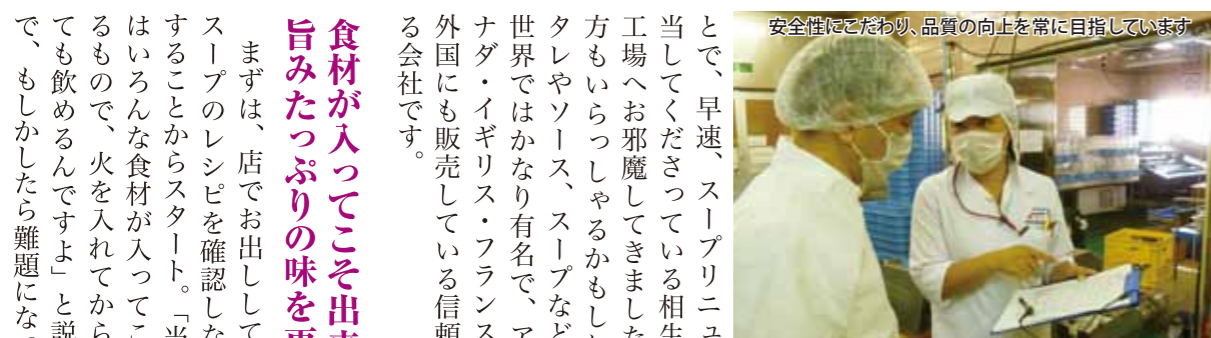 安全性にこだわり、品質の向上を常に目指しています
とで、早速、スープリニュ
当してくださっている相生
工場へお邪魔してきました
方もいらっしゃるかもし
タレやソース、スープなど
世界ではかなり有名で、ア
ナダ・イギリス・フランス
外国にも販売している信頼
る会社です。
食材が入ってこそ出
旨みたっぷりの味を再
まずは、店でお出しして
スープのレシピを確認しな
することからスタート。「当
はいろんな食材が入ってこ
るもので、火を入れてから
ても飲めるんですよ」と説
で、もしかしたら難題にな